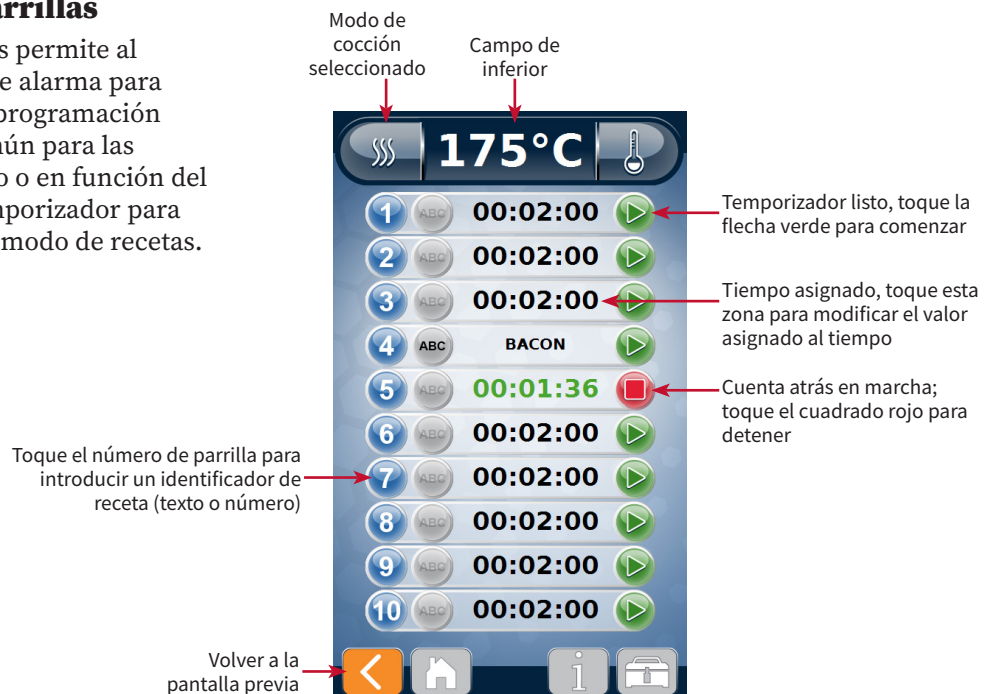 arrillas
s permite al
e alarma para
programación
nún para las
o o en función del
nporizador para
modo de recetas.
Modo de
cocción
seleccionado
Campo de
inferior
175°C
1 ABC 00:02:00
2 ABC 00:02:00
3 ABC 00:02:00
4 ABC BACON
5 ABC 00:01:36
6 ABC 00:02:00
7 ABC 00:02:00
8 ABC 00:02:00
9 ABC 00:02:00
10 ABC 00:02:00
Temporizador listo, toque la
flecha verde para comenzar
Tiempo asignado, toque esta
zona para modificar el valor
asignado al tiempo
Cuenta atrás en marcha;
toque el cuadrado rojo para
detener
Toque el número de parrilla para
introducir un identificador de
receta (texto o número)
Volver a la
pantalla previa
i